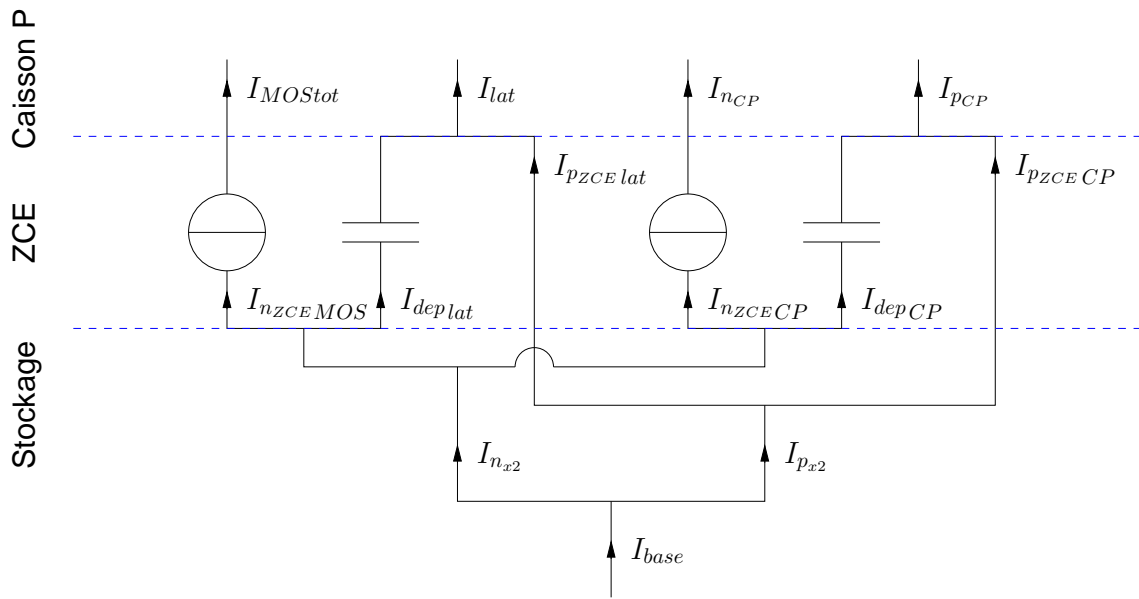 Caisson P
I_{MOStot}
I_{lat}
I_{n_{CP}}
I_{p_{CP}}
ZCE
I_{p_{ZCE} lat}
I_{p_{ZCE} CP}
I_{n_{ZCE} MOS}
I_{dep lat}
I_{n_{ZCE} CP}
I_{dep CP}
Stockage
I_{n_{x2}}
I_{p_{x2}}
I_{base}